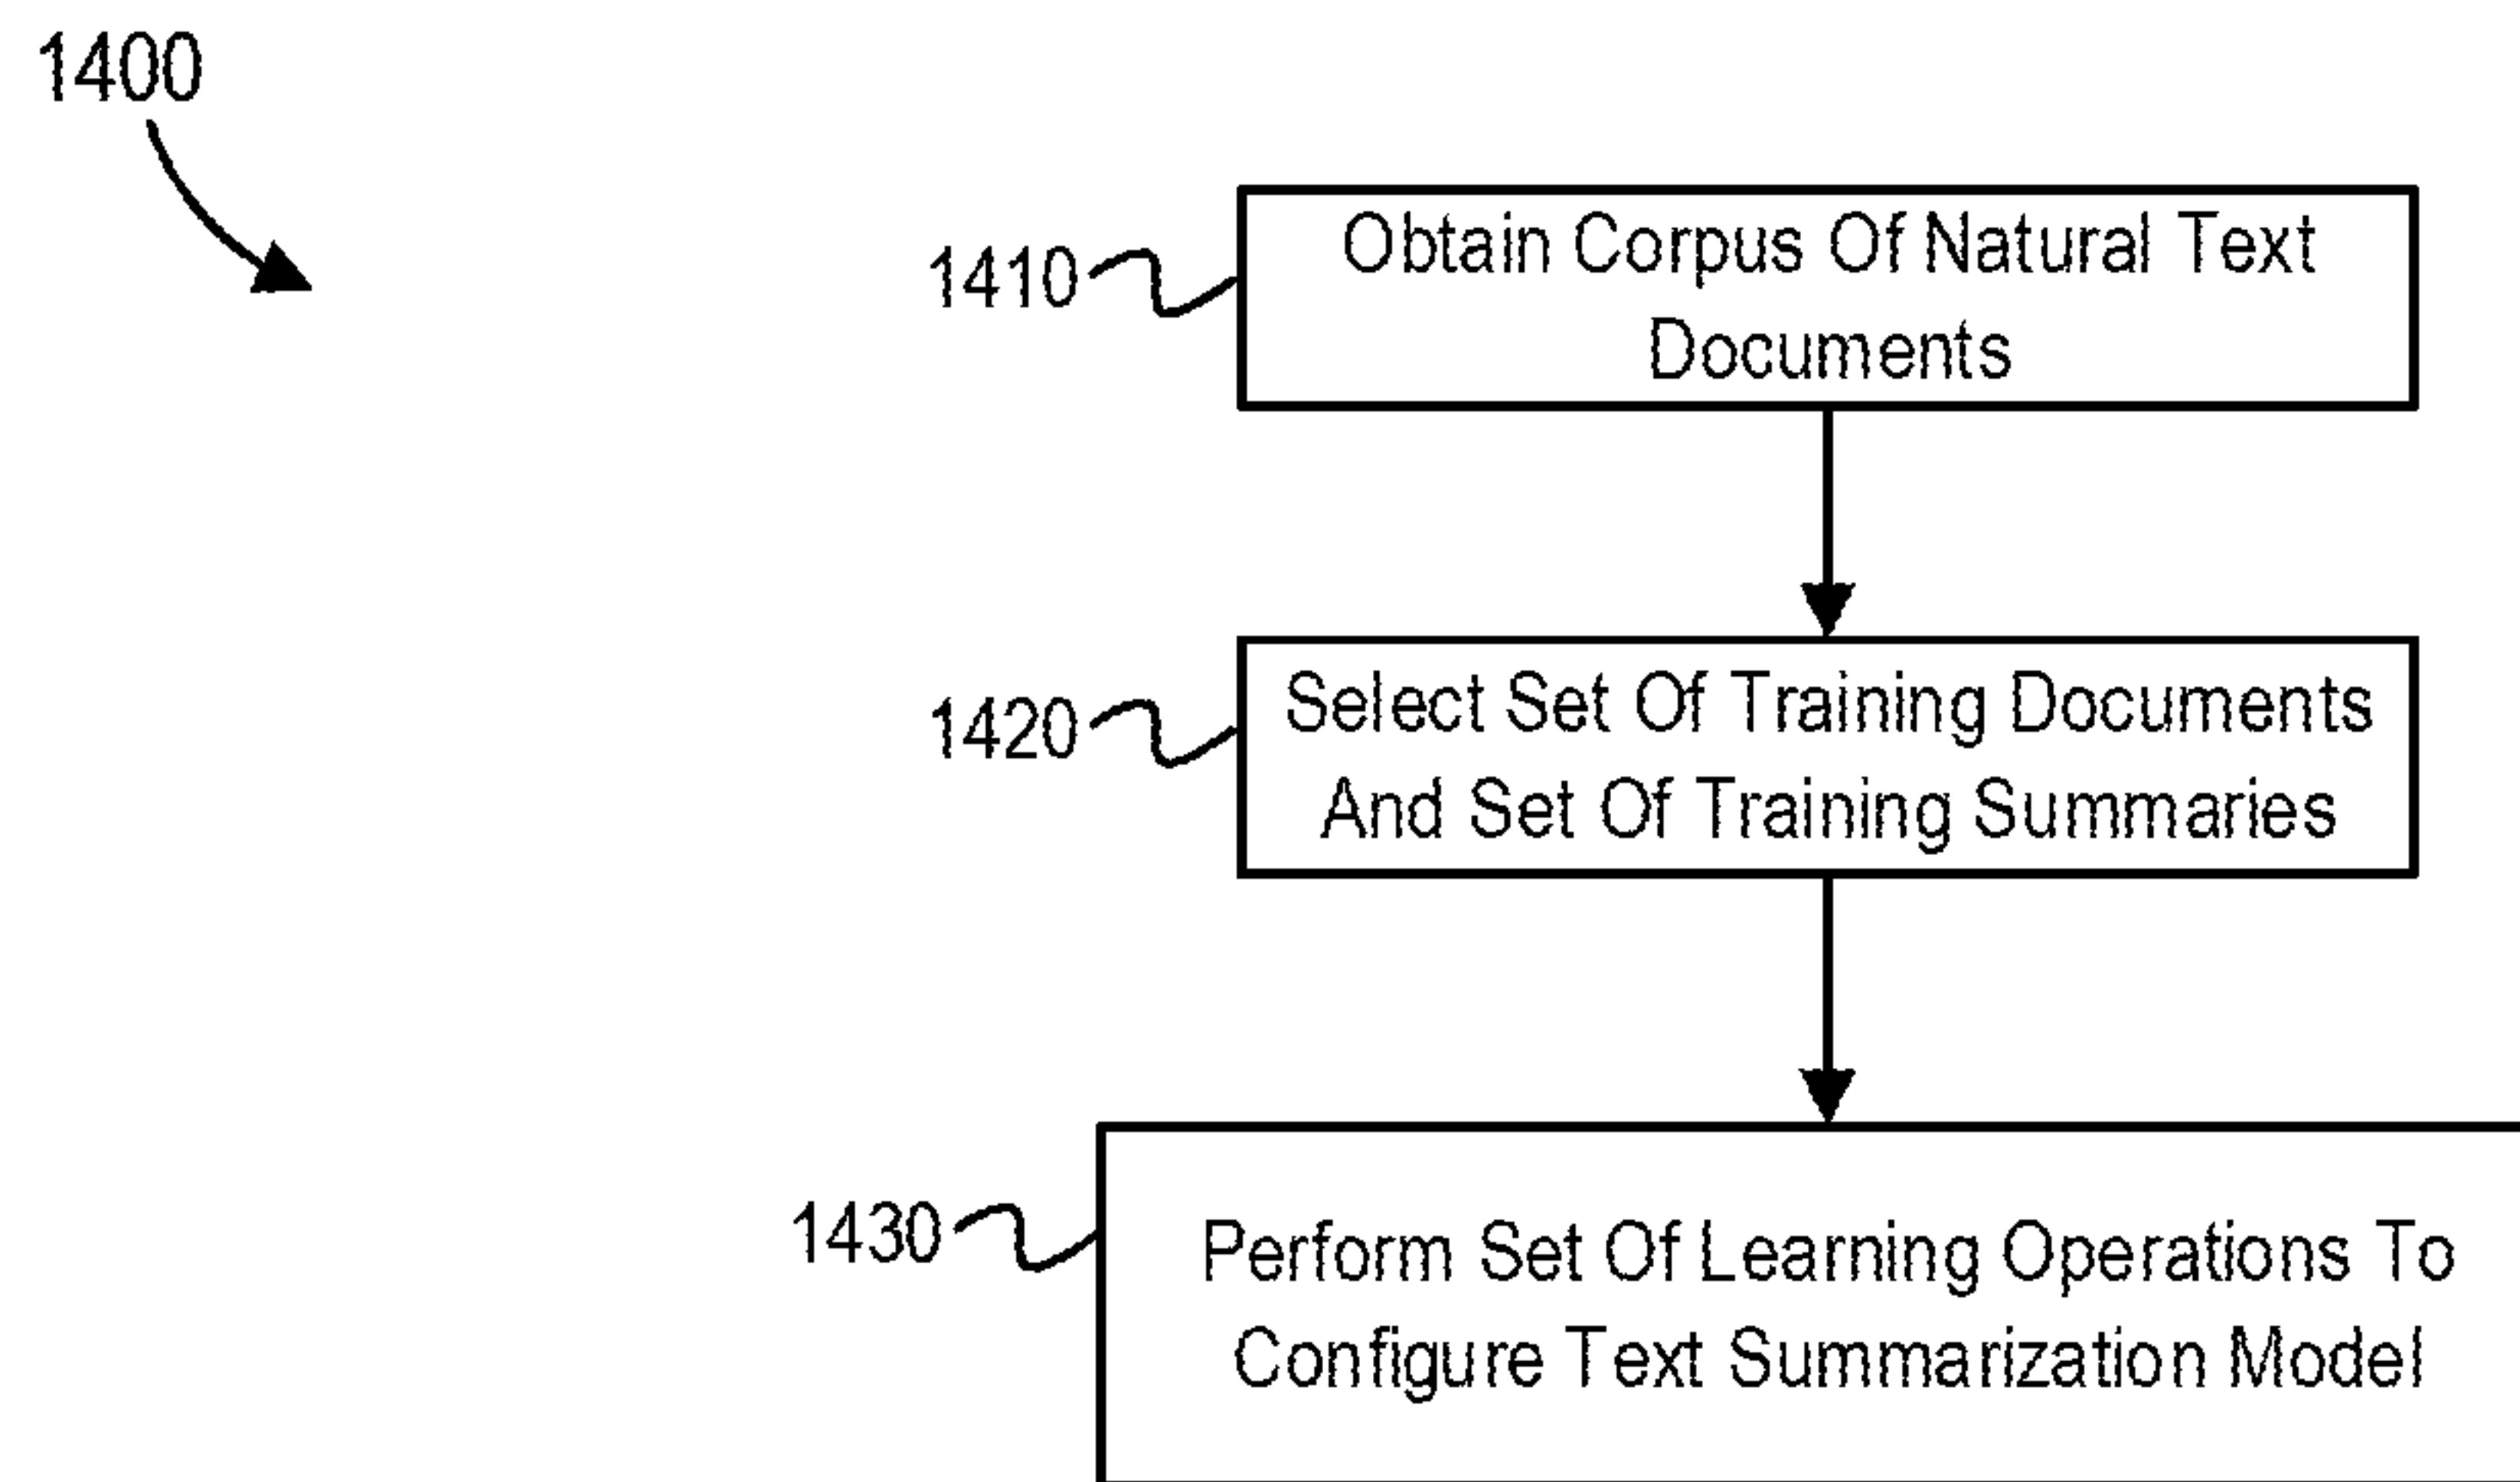 1400
1410
Obtain Corpus Of Natural Text
Documents
1420
Select Set Of Training Documents
And Set Of Training Summaries
1430
Perform Set Of Learning Operations To
Configure Text Summarization Model